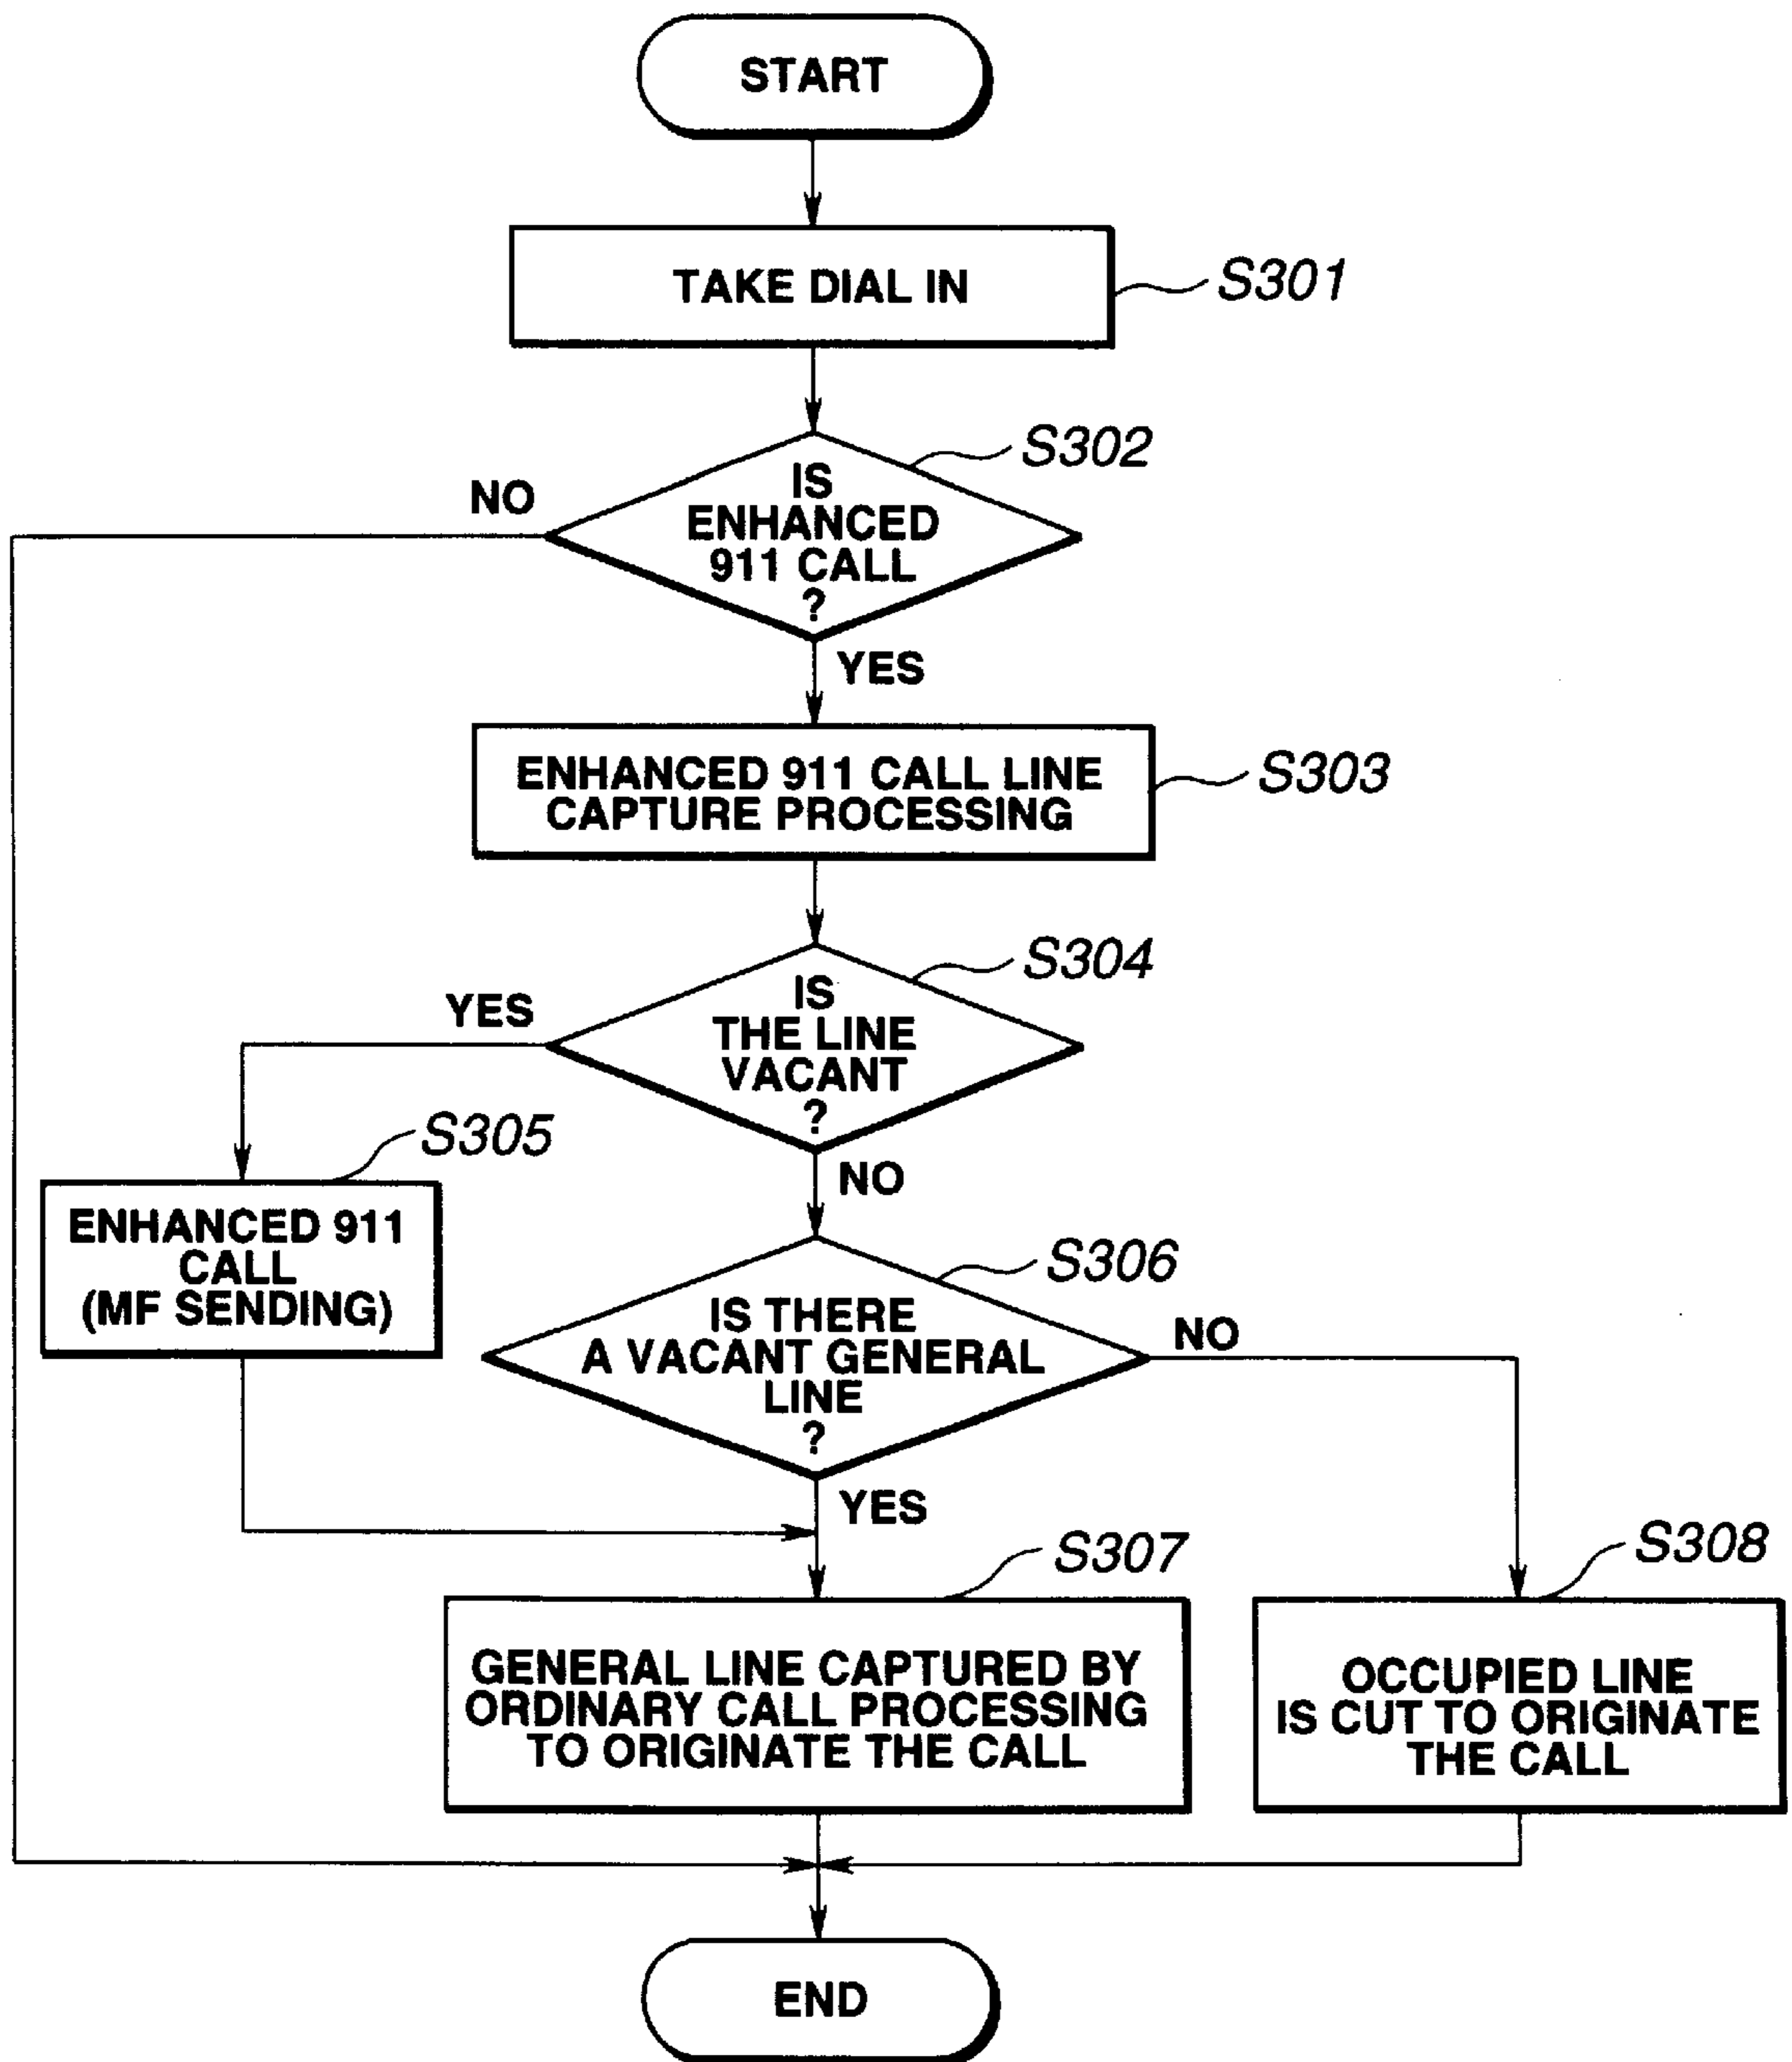 START
TAKE DIAL IN
S301
S302
NO
IS
ENHANCED
911 CALL
?
YES
ENHANCED 911 CALL LINE
CAPTURE PROCESSING
S303
S304
YES
IS
THE LINE
VACANT
?
NO
S305
ENHANCED 911
CALL
(MF SENDING)
S306
IS THERE
A VACANT GENERAL
LINE
?
NO
YES
S307
GENERAL LINE CAPTURED BY
ORDINARY CALL PROCESSING
TO ORIGINATE THE CALL
S308
OCCUPIED LINE
IS CUT TO ORIGINATE
THE CALL
END